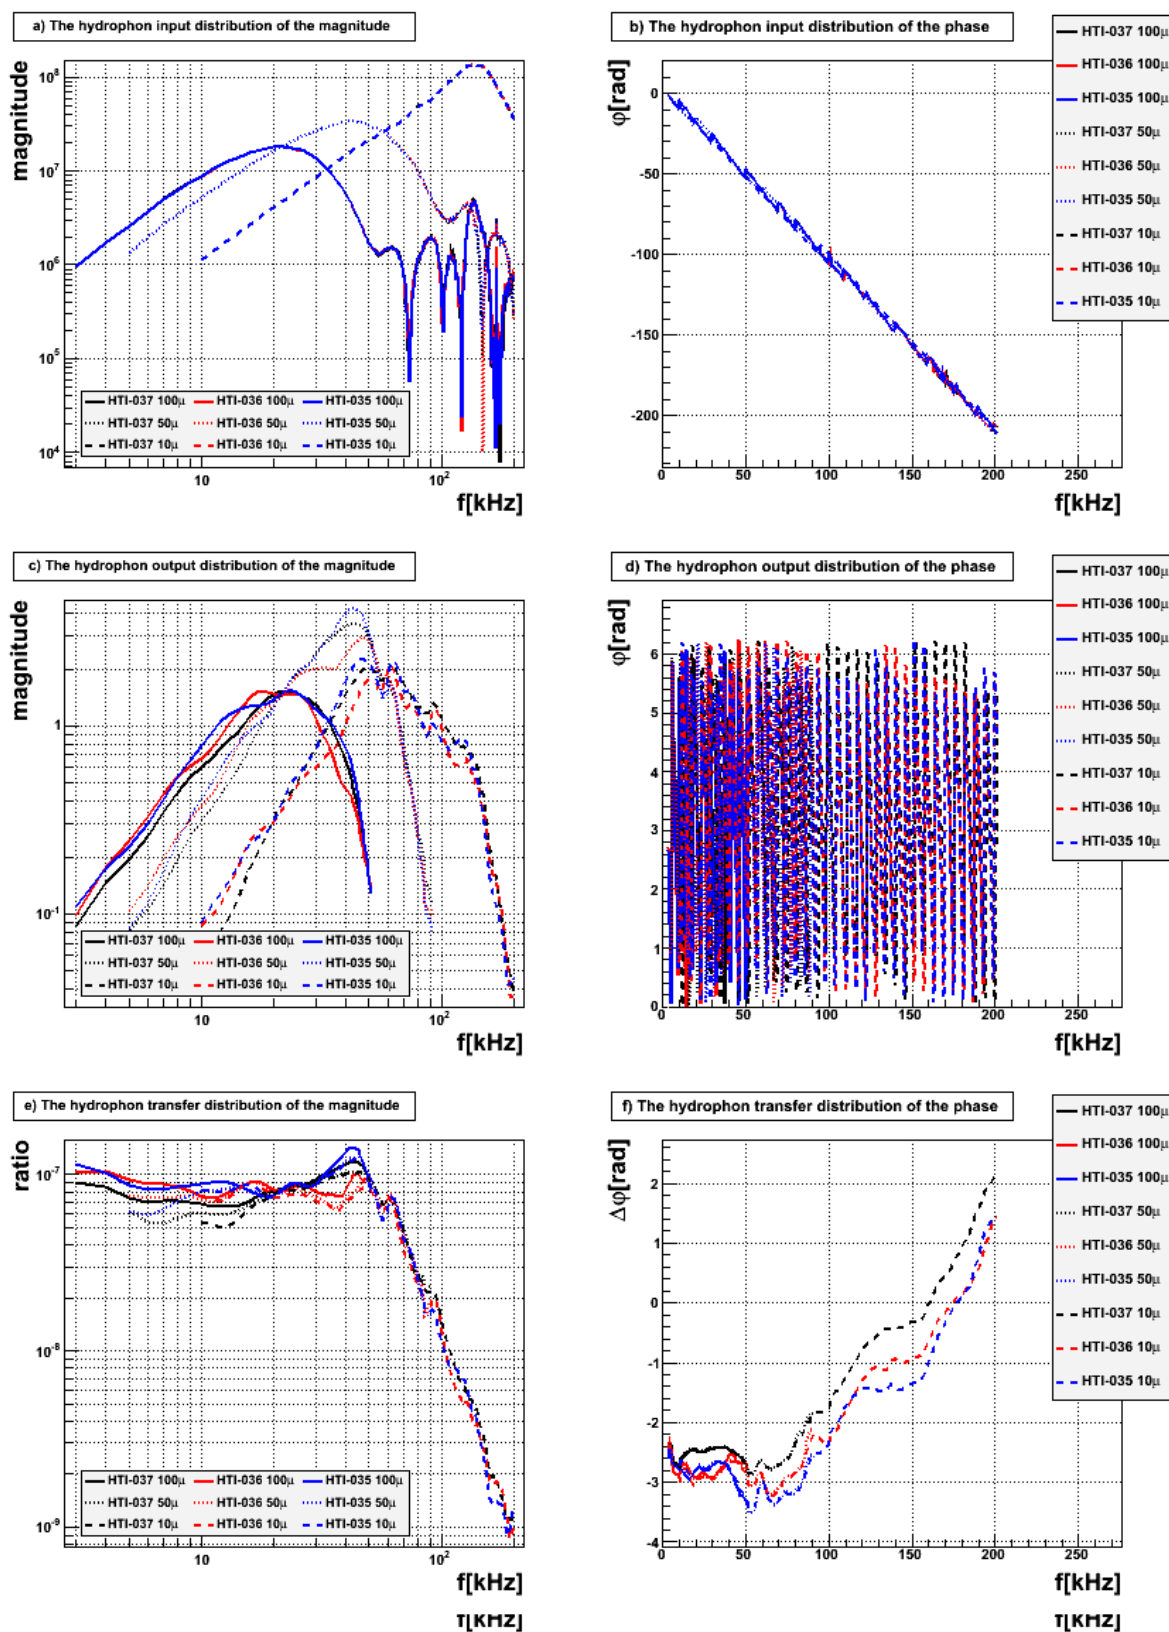 a) The hydrophon input distribution of the magnitude
magnitude
10⁸
10⁷
10⁶
10⁵
10⁴
HTI-037 100μ HTI-036 100μ HTI-035 100μ
HTI-037 50μ HTI-036 50μ HTI-035 50μ
HTI-037 10μ HTI-036 10μ HTI-035 10μ
10 10²
f[kHz]
b) The hydrophon input distribution of the phase
φ[rad]
0
-50
-100
-150
-200
0 50 100 150 200 250
f[kHz]
HTI-037 100μ
HTI-036 100μ
HTI-035 100μ
HTI-037 50μ
HTI-036 50μ
HTI-035 50μ
HTI-037 10μ
HTI-036 10μ
HTI-035 10μ
c) The hydrophon output distribution of the magnitude
magnitude
1
10⁻¹
HTI-037 100μ HTI-036 100μ HTI-035 100μ
HTI-037 50μ HTI-036 50μ HTI-035 50μ
HTI-037 10μ HTI-036 10μ HTI-035 10μ
10 10²
f[kHz]
d) The hydrophon output distribution of the phase
φ[rad]
6
5
4
3
2
1
0
0 50 100 150 200 250
f[kHz]
HTI-037 100μ
HTI-036 100μ
HTI-035 100μ
HTI-037 50μ
HTI-036 50μ
HTI-035 50μ
HTI-037 10μ
HTI-036 10μ
HTI-035 10μ
e) The hydrophon transfer distribution of the magnitude
ratio
10⁻⁷
10⁻⁸
10⁻⁹
HTI-037 100μ HTI-036 100μ HTI-035 100μ
HTI-037 50μ HTI-036 50μ HTI-035 50μ
HTI-037 10μ HTI-036 10μ HTI-035 10μ
10 10²
f[kHz]
f[kHz]
f) The hydrophon transfer distribution of the phase
Δφ[rad]
2
1
0
-1
-2
-3
-4
0 50 100 150 200 250
f[kHz]
f[kHz]
HTI-037 100μ
HTI-036 100μ
HTI-035 100μ
HTI-037 50μ
HTI-036 50μ
HTI-035 50μ
HTI-037 10μ
HTI-036 10μ
HTI-035 10μ